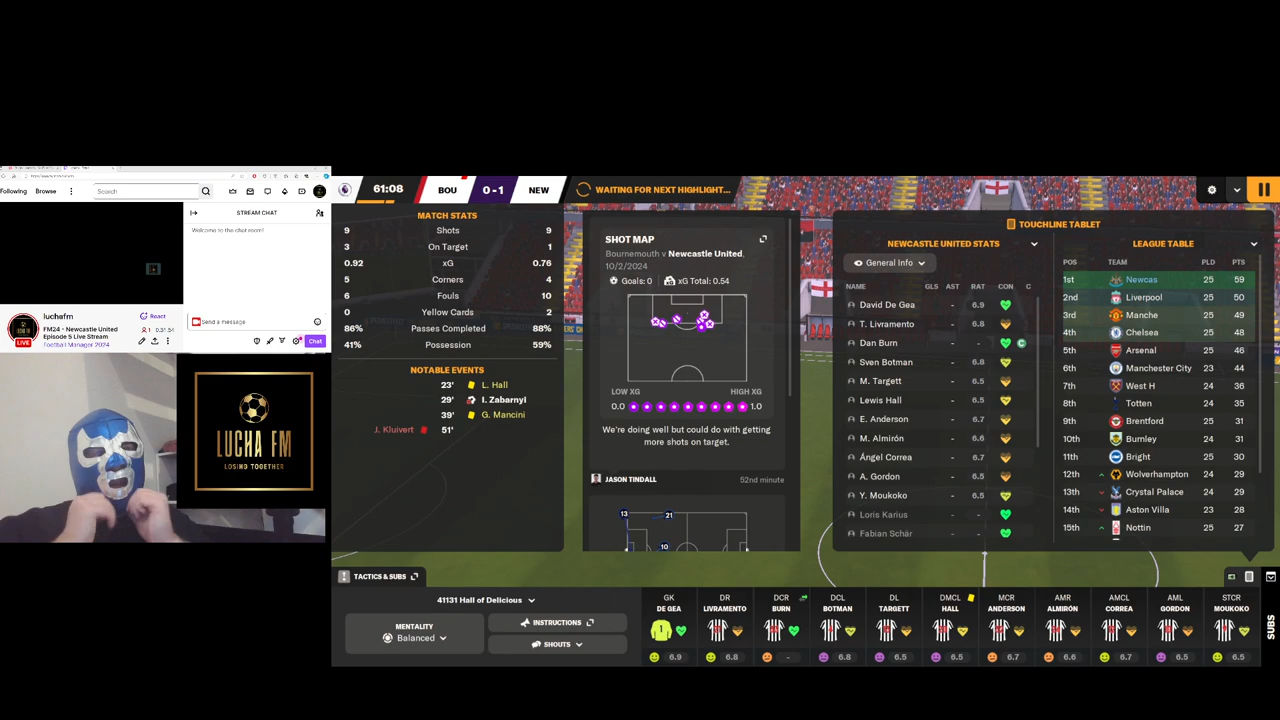 Following Browse
Search
STREAM CHAT
Welcome to the chat room!
Send a message
Chat
luchafm
React
FM24 - Newcastle United
Episode 5 Live Stream
Football Manager 2024
1 0:31:54
LIVE
LUCHA FM
LOSING TOGETHER
61:08 BOU 0 - 1 NEW WAITING FOR NEXT HIGHLIGHT...
MATCH STATS
9 Shots 9
3 On Target 1
0.92 xG 0.76
5 Corners 4
6 Fouls 10
0 Yellow Cards 2
86% Passes Completed 88%
41% Possession 59%
NOTABLE EVENTS
23' L. Hall
29' I. Zabarnyi
39' G. Mancini
J. Kluivert 51'
SHOT MAP
Bournemouth v Newcastle United,
10/2/2024
Goals: 0 xG Total: 0.54
LOW XG HIGH XG
0.0 1.0
We're doing well but could do with getting
more shots on target.
JASON TINDALL 52nd minute
13 21
10
TOUCHLINE TABLET
NEWCASTLE UNITED STATS
General Info
NAME GLS AST RAT CON C
David De Gea - - 6.9
T. Livramento - - 6.8
Dan Burn - - - C
Sven Botman - - 6.8
M. Targett - - 6.5
Lewis Hall - - 6.5
E. Anderson - - 6.7
M. Almirón - - 6.6
Ángel Correa - - 6.7
A. Gordon - - 6.5
Y. Moukoko - - 6.5
Loris Karius - - -
Fabian Schär - - -
LEAGUE TABLE
POS TEAM PLD PTS
1st Newcas 25 59
2nd Liverpool 25 50
3rd Manche 25 49
4th Chelsea 25 48
5th Arsenal 25 46
6th Manchester City 23 44
7th West H 24 36
8th Totten 24 35
9th Brentford 25 31
10th Burnley 24 31
11th Bright 25 30
12th Wolverhampton 24 29
13th Crystal Palace 24 29
14th Aston Villa 23 28
15th Nottin 25 27
TACTICS & SUBS
41131 Hall of Delicious
MENTALITY
Balanced
INSTRUCTIONS
SHOUTS
GK DR DCR DCL DL DMCL MCR AMR AMCL AML STCR
DE GEA LIVRAMENTO BURN BOTMAN TARGETT HALL ANDERSON ALMIRÓN CORREA GORDON MOUKOKO
1
6.9 6.8 - 6.8 6.5 6.5 6.7 6.6 6.7 6.5 6.5
SUBS